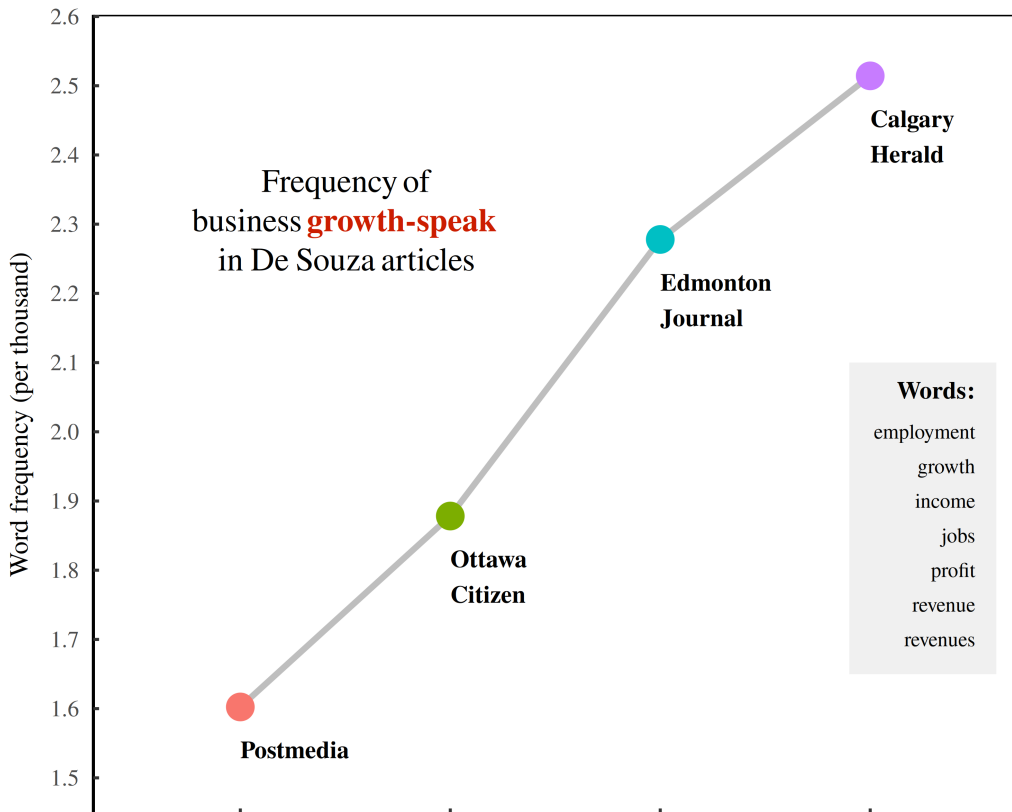 2.6
2.5
2.4
2.3
2.2
2.1
2.0
1.9
1.8
1.7
1.6
1.5
Word frequency (per thousand)
Frequency of
business growth-speak
in De Souza articles
Calgary
Herald
Edmonton
Journal
Ottawa
Citizen
Postmedia
Words:
employment
growth
income
jobs
profit
revenue
revenues